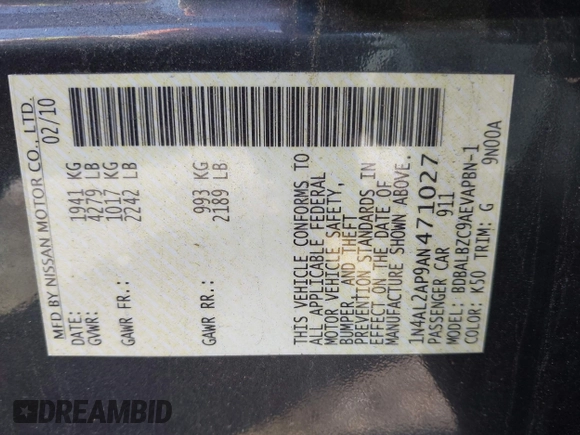 MFD BY NISSAN MOTOR CO., LTD.
DATE: 02/10
GVWR: 1941 KG
4279 LB
GAWR FR.: 1017 KG
2242 LB
GAWR RR.: 993 KG
2189 LB
THIS VEHICLE CONFORMS TO
ALL APPLICABLE FEDERAL
MOTOR VEHICLE SAFETY,
BUMPER, AND THEFT
PREVENTION STANDARDS IN
EFFECT ON THE DATE OF
MANUFACTURE SHOWN ABOVE.
1N4AL2AP9AN471027
PASSENGER CAR 911
MODEL: BDBALBZC9AEVAPBN-1
COLOR: K50 TRIM: G 9N00A
DREAMBID